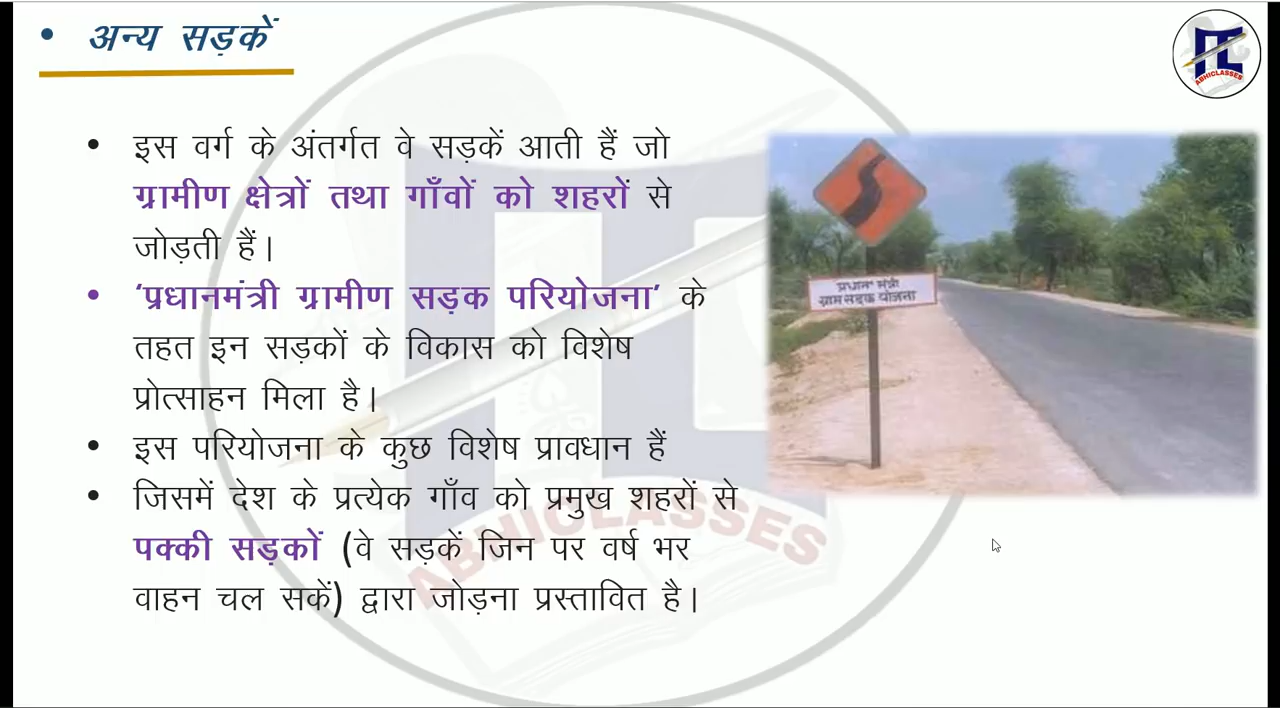 • अन्य सड़कें
• इस वर्ग के अंतर्गत वे सड़कें आती हैं जो
ग्रामीण क्षेत्रों तथा गाँवों को शहरों से
जोड़ती हैं।
• ‘प्रधानमंत्री ग्रामीण सड़क परियोजना’ के
तहत इन सड़कों के विकास को विशेष
प्रोत्साहन मिला है।
• इस परियोजना के कुछ विशेष प्रावधान हैं
• जिसमें देश के प्रत्येक गाँव को प्रमुख शहरों से
पक्की सड़कों (वे सड़कें जिन पर वर्ष भर
वाहन चल सकें) द्वारा जोड़ना प्रस्तावित है।
प्रधान मंत्री
ग्राम सड़क योजना
ABHICLASSES
ABHICLASSES